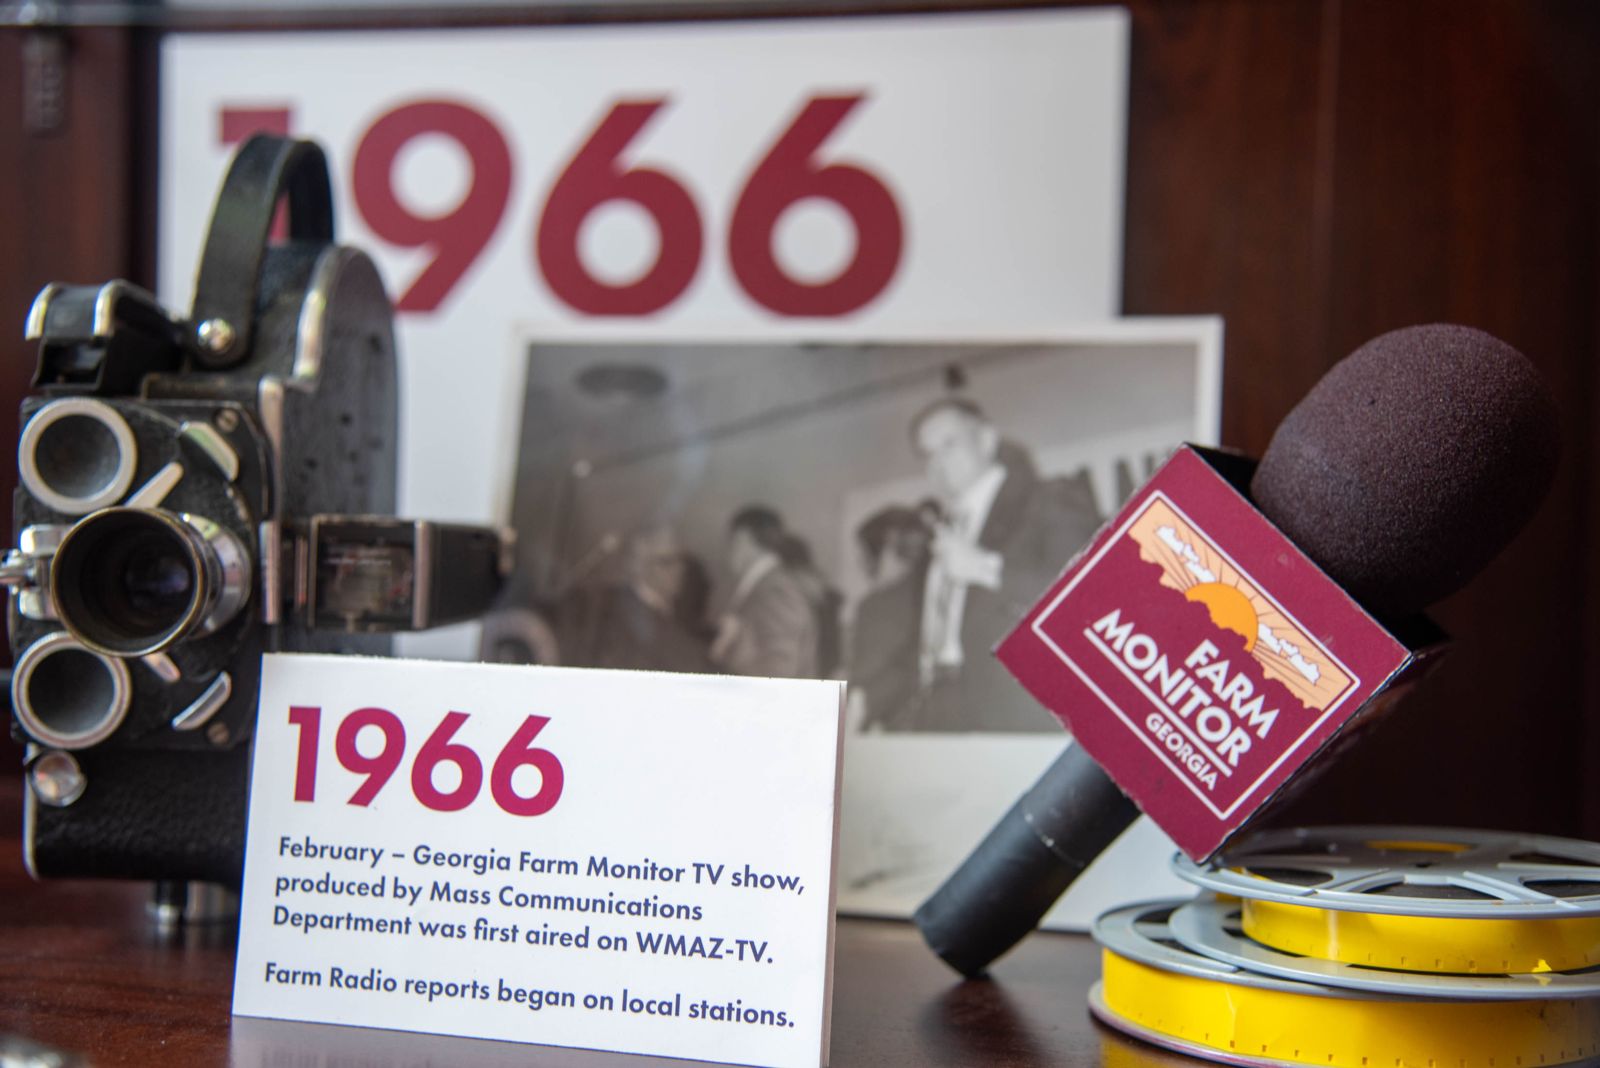 1966
1966
February – Georgia Farm Monitor TV show,
produced by Mass Communications
Department was first aired on WMAZ-TV.
Farm Radio reports began on local stations.
FARM
MONITOR
GEORGIA